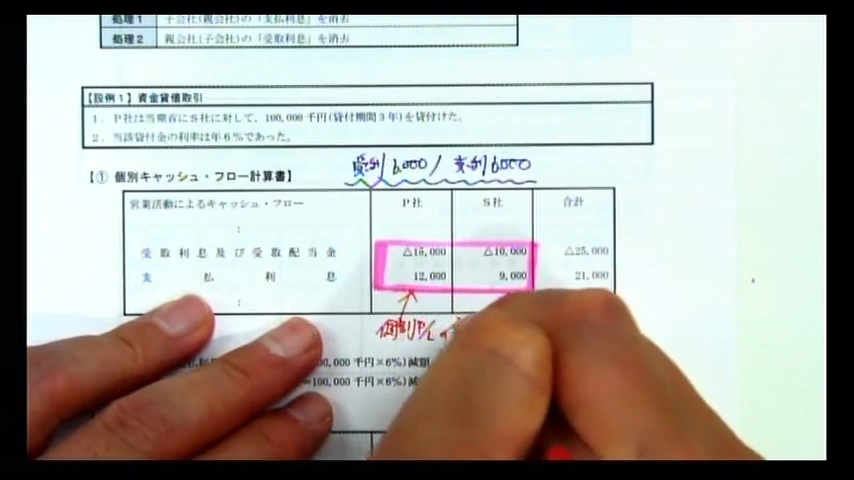 処理1 子会社(親会社)の「支払利息」を消去
処理2 親会社(子会社)の「受取利息」を消去
【設例1】資金貸借取引
1. P社は当期首にS社に対して、100,000千円(貸付期間3年)を貸付けた。
2. 当該貸付金の利率は年6%であった。
受利 6,000 / 支利 6,000
【① 個別キャッシュ・フロー計算書】
営業活動によるキャッシュ・フロー P社 S社 合計
:
受取利息及び受取配当金 △15,000 △10,000 △25,000
支払利息 12,000 9,000 21,000
:
個別P/L
00,000千円×6%)減額
=100,000千円×6%)減